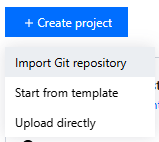 + Create project
Import Git repository
Start from template
Upload directly